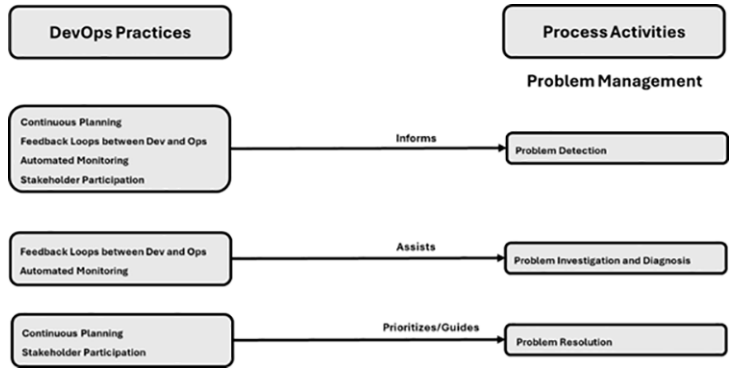 DevOps Practices
Process Activities
Problem Management
Continuous Planning
Feedback Loops between Dev and Ops
Automated Monitoring
Stakeholder Participation
Informs
Problem Detection
Feedback Loops between Dev and Ops
Automated Monitoring
Assists
Problem Investigation and Diagnosis
Continuous Planning
Stakeholder Participation
Prioritizes/Guides
Problem Resolution